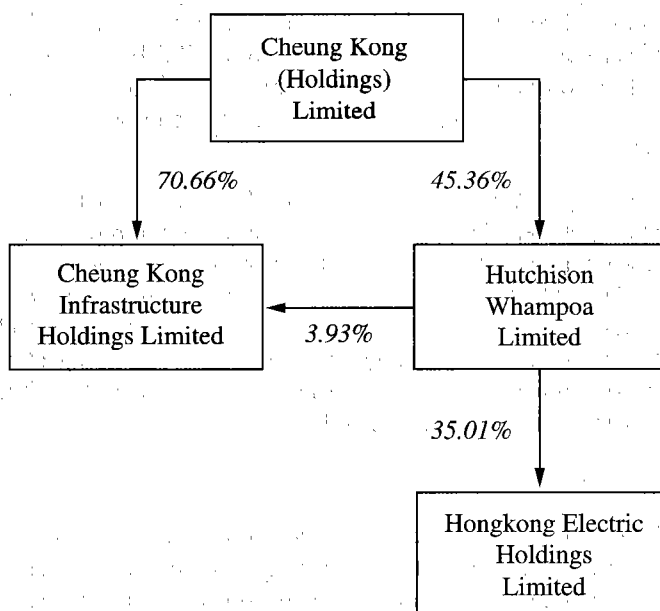 Cheung Kong
(Holdings)
Limited
70.66%
45.36%
Cheung Kong
Infrastructure
Holdings Limited
3.93%
Hutchison
Whampoa
Limited
35.01%
Hongkong Electric
Holdings
Limited